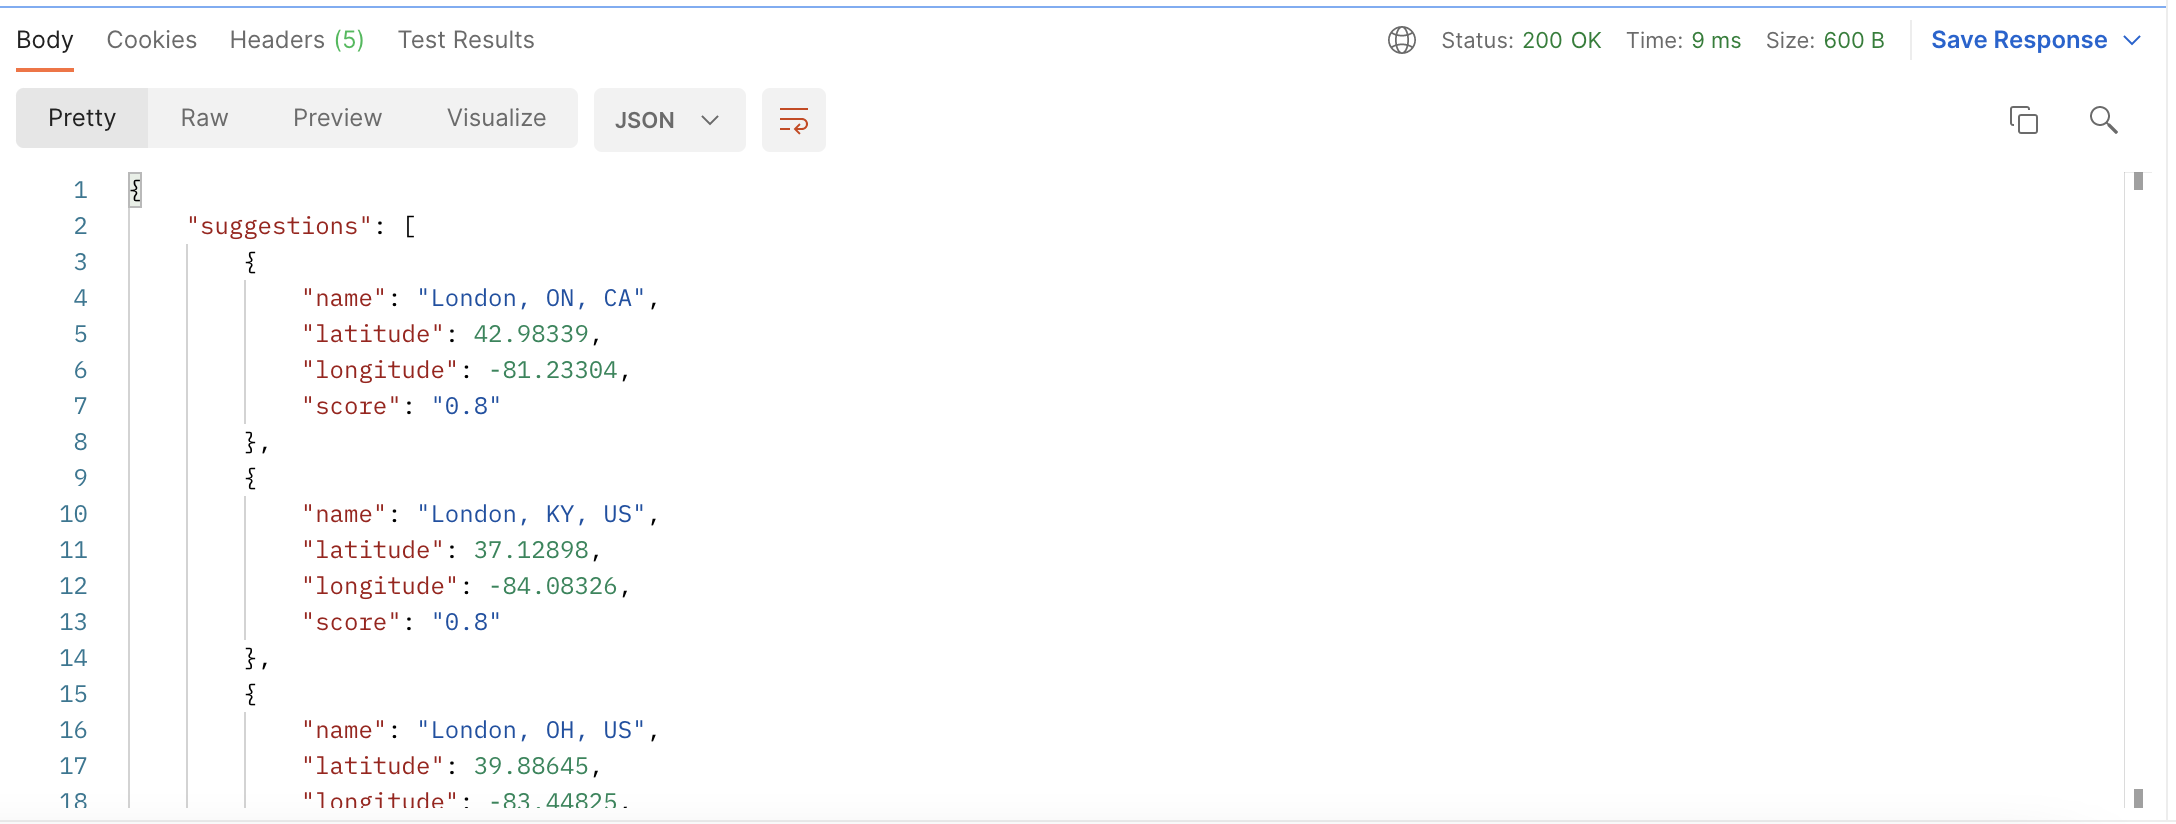 Body Cookies Headers (5) Test Results Status: 200 OK Time: 9 ms Size: 600 B Save Response
Pretty Raw Preview Visualize JSON
1 {
2 "suggestions": [
3 {
4 "name": "London, ON, CA",
5 "latitude": 42.98339,
6 "longitude": -81.23304,
7 "score": "0.8"
8 },
9 {
10 "name": "London, KY, US",
11 "latitude": 37.12898,
12 "longitude": -84.08326,
13 "score": "0.8"
14 },
15 {
16 "name": "London, OH, US",
17 "latitude": 39.88645,
18 "longitude": -83.44825,